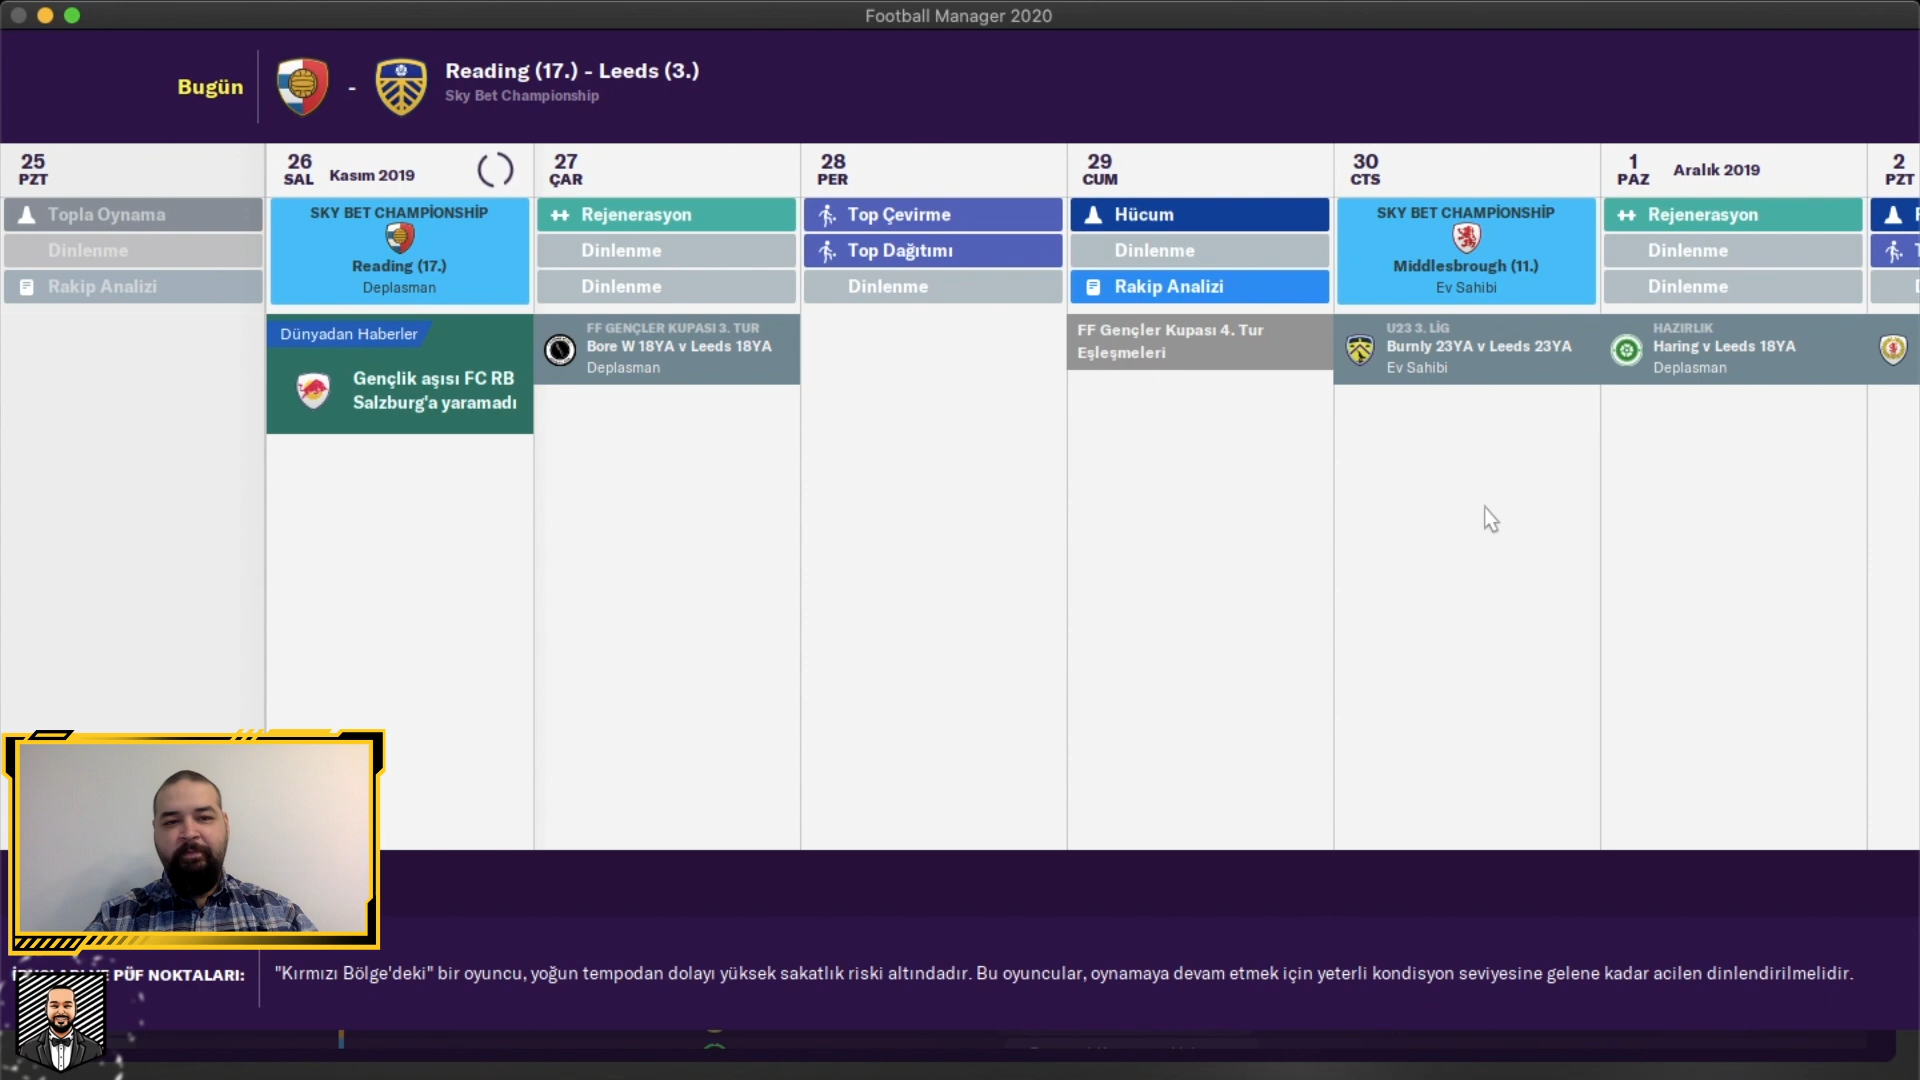 Football Manager 2020
Bugün
-
Reading (17.) - Leeds (3.)
Sky Bet Championship
25
PZT
26
SAL
Kasım 2019
27
ÇAR
28
PER
29
CUM
30
CTS
1
PAZ
Aralık 2019
2
PZT
Topla Oynama
Dinlenme
Rakip Analizi
SKY BET CHAMPİONSHİP
Reading (17.)
Deplasman
Dünyadan Haberler
Gençlik aşısı FC RB
Salzburg'a yaramadı
Rejenerasyon
Dinlenme
Dinlenme
FF GENÇLER KUPASI 3. TUR
Bore W 18YA v Leeds 18YA
Deplasman
Top Çevirme
Top Dağıtımı
Dinlenme
Hücum
Dinlenme
Rakip Analizi
FF Gençler Kupası 4. Tur
Eşleşmeleri
SKY BET CHAMPİONSHİP
Middlesbrough (11.)
Ev Sahibi
U23 3. LİG
Burnly 23YA v Leeds 23YA
Ev Sahibi
Rejenerasyon
Dinlenme
Dinlenme
HAZIRLIK
Haring v Leeds 18YA
Deplasman
PÜF NOKTALARI:
"Kırmızı Bölge'deki" bir oyuncu, yoğun tempodan dolayı yüksek sakatlık riski altındadır. Bu oyuncular, oynamaya devam etmek için yeterli kondisyon seviyesine gelene kadar acilen dinlendirilmelidir.